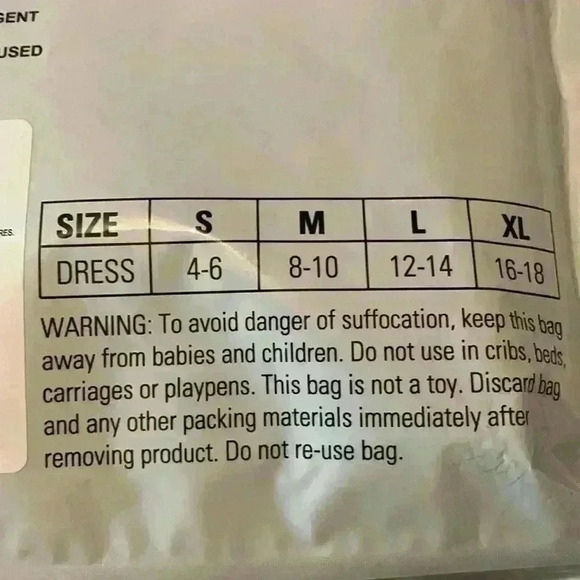 USED
SIZE S M L XL
DRESS 4-6 8-10 12-14 16-18
WARNING: To avoid danger of suffocation, keep this bag
away from babies and children. Do not use in cribs, beds,
carriages or playpens. This bag is not a toy. Discard bag
and any other packing materials immediately after
removing product. Do not re-use bag.